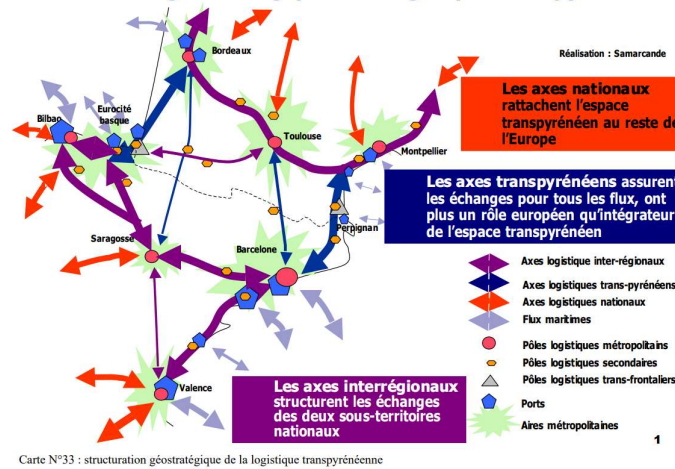 Bordeaux
Réalisation : Samarcande
Les axes nationaux
rattachent l'espace
transpyrénéen au reste de
l'Europe
Eurocité
basque
Bilbao
Toulouse
Montpellier
Les axes transpyrénéens assurent
les échanges pour tous les flux, ont
plus un rôle européen qu'intégrateur
de l'espace transpyrénéen
Perpignan
Saragosse
Barcelone
Axes logistique inter-régionaux
Axes logistiques trans-pyrénéens
Axes logistiques nationaux
Flux maritimes
Pôles logistiques métropolitains
Pôles logistiques secondaires
Pôles logistiques trans-frontaliers
Ports
Aires métropolitaines
Valence
Les axes interrégionaux
structurent les échanges
des deux sous-territoires
nationaux
1
Carte N°33 : structuration géostratégique de la logistique transpyrénéenne